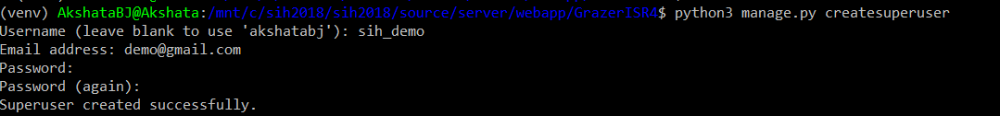 (venv) AkshataBJ@Akshata:/mnt/c/sih2018/sih2018/source/server/webapp/GrazerISR4$ python3 manage.py createsuperuser
Username (leave blank to use 'akshatabj'): sih_demo
Email address: demo@gmail.com
Password:
Password (again):
Superuser created successfully.